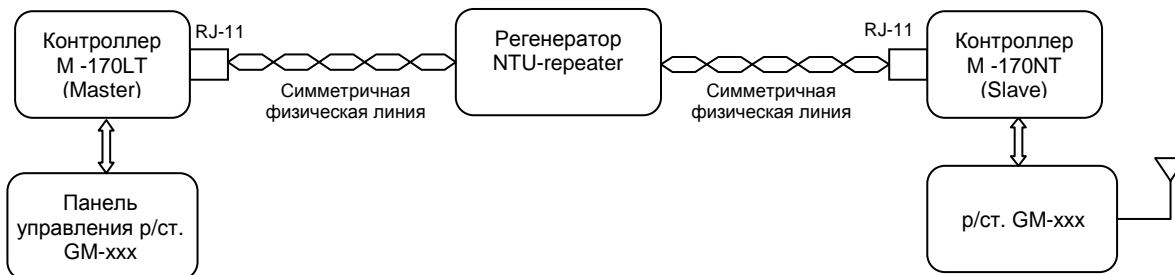 Контроллер
М -170LT
(Master)
RJ-11
Симметричная
физическая линия
Регенератор
NTU-repeater
Симметричная
физическая линия
RJ-11
Контроллер
М -170NT
(Slave)
Панель
управления р/ст.
GM-xxx
р/ст. GM-xxx